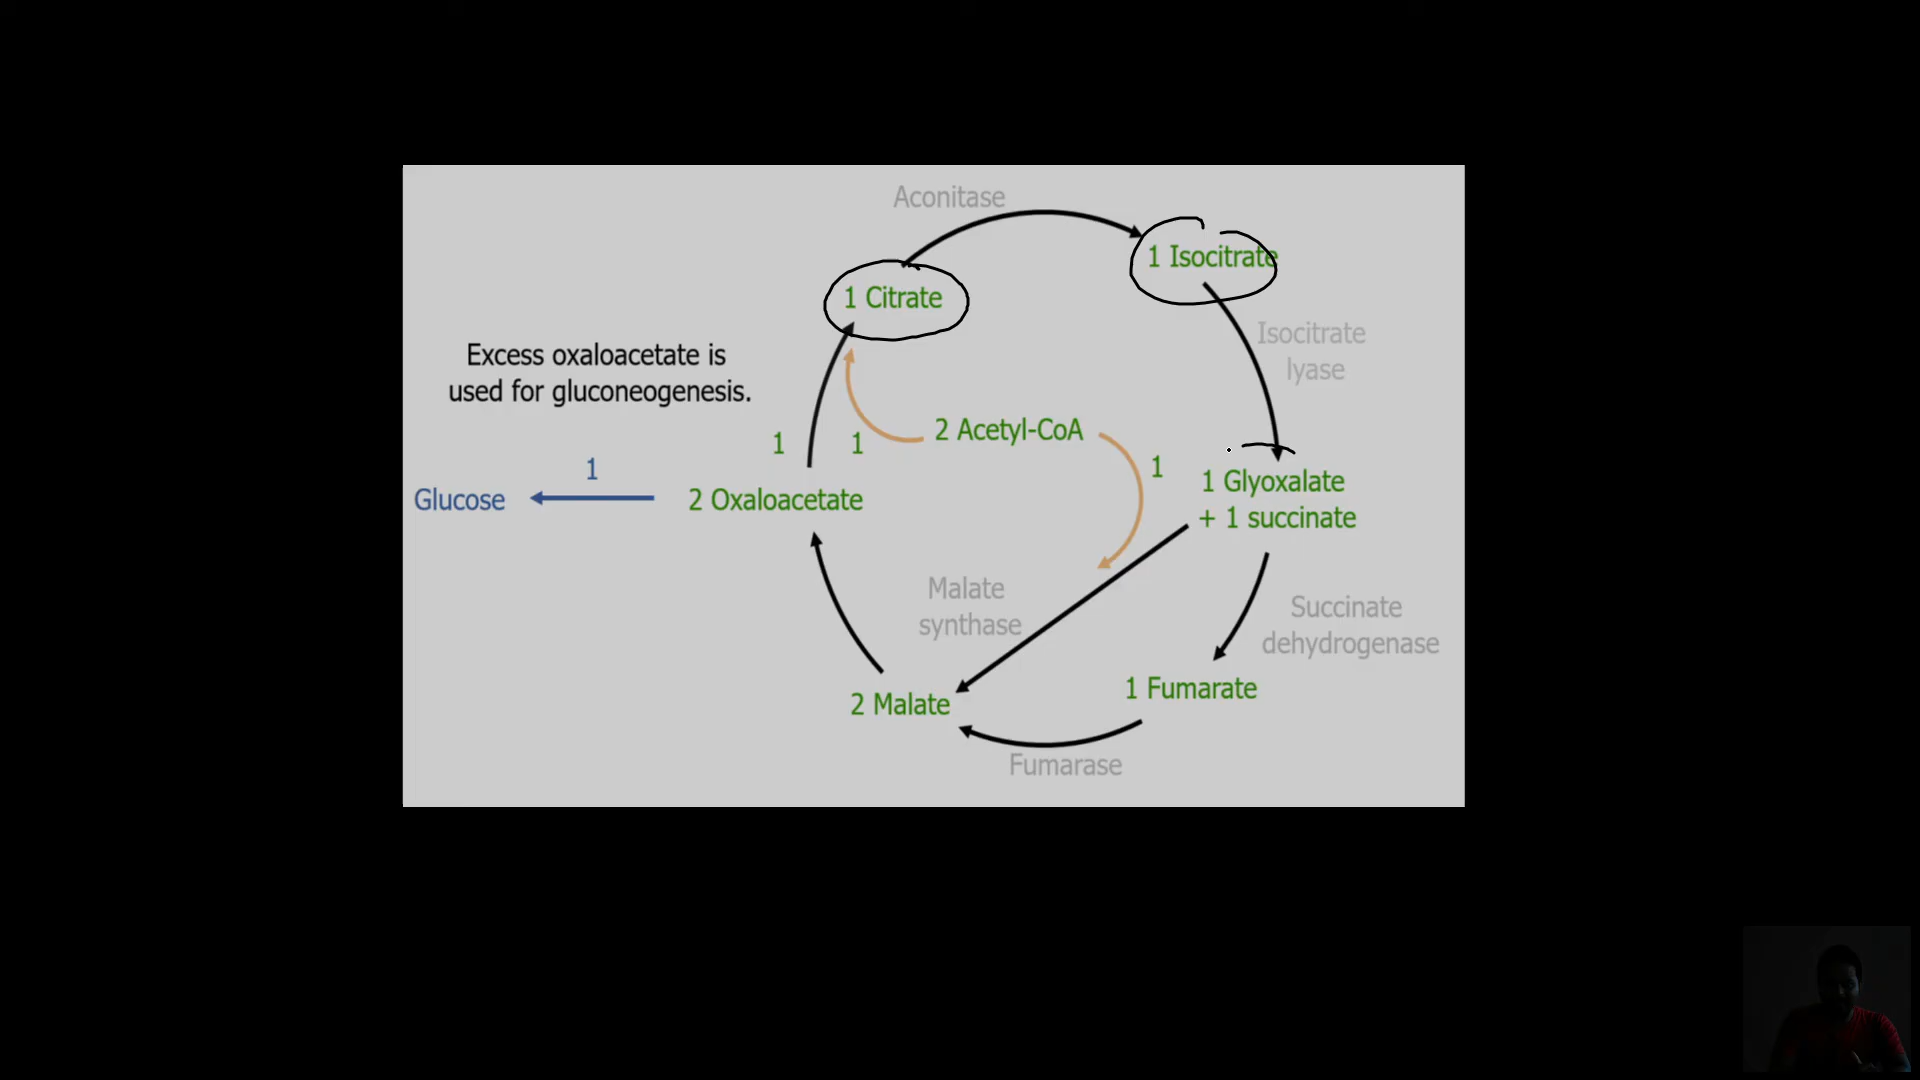 Aconitase
1 Isocitrate
1 Citrate
Isocitrate
lyase
Excess oxaloacetate is
used for gluconeogenesis.
2 Acetyl-CoA
1
1
1
1
Glucose
2 Oxaloacetate
1 Glyoxalate
+ 1 succinate
Malate
synthase
Succinate
dehydrogenase
2 Malate
1 Fumarate
Fumarase